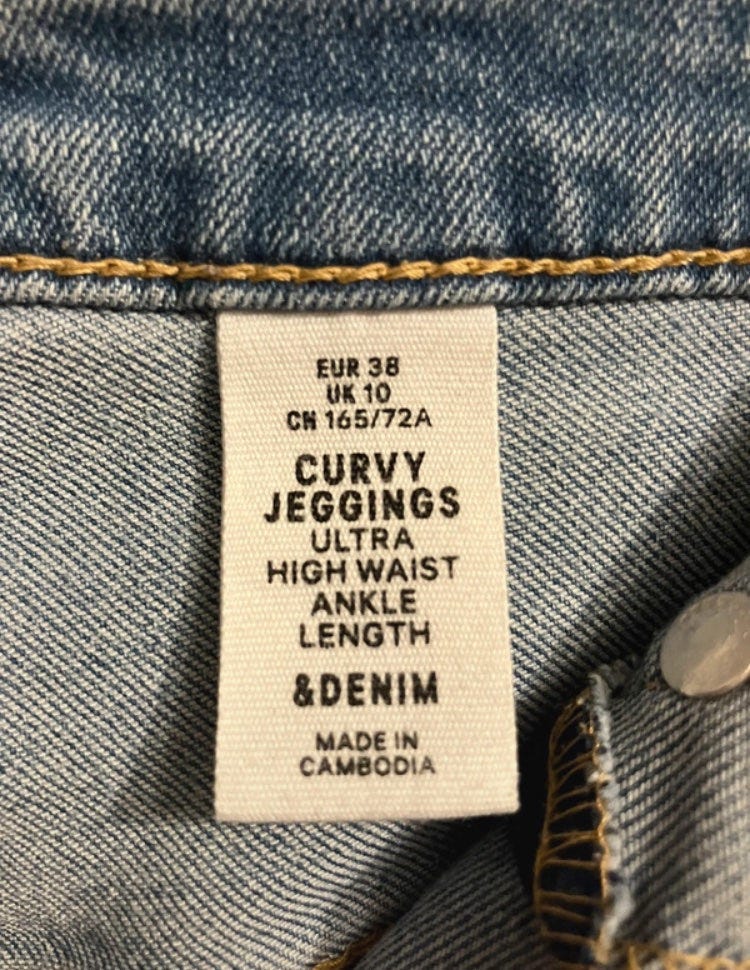 EUR 38
UK 10
CN 165/72A
CURVY
JEGGINGS
ULTRA
HIGH WAIST
ANKLE
LENGTH
&DENIM
MADE IN
CAMBODIA